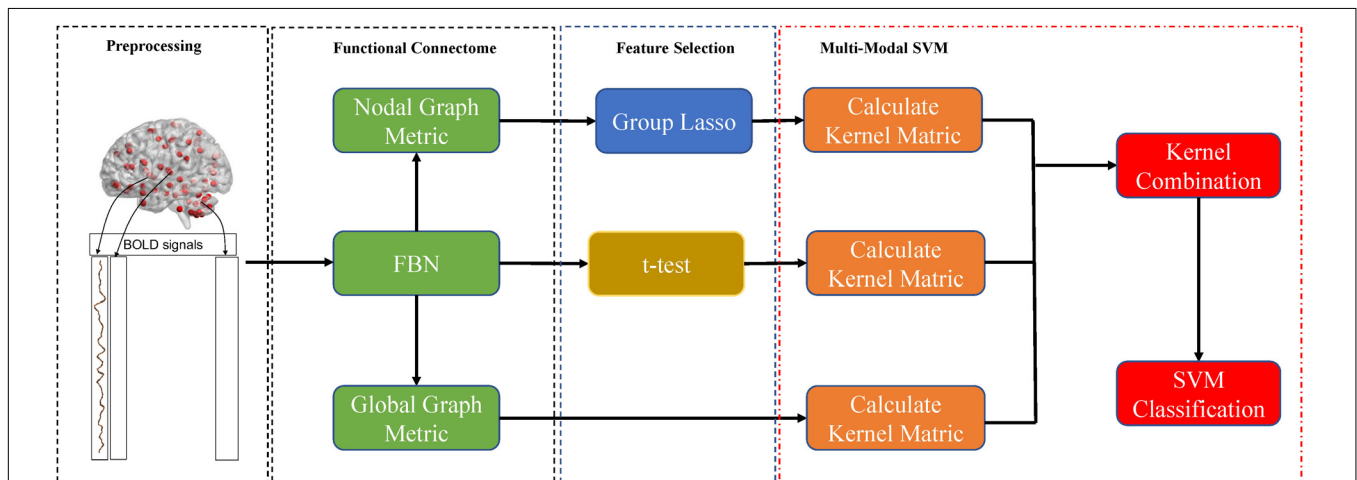 Preprocessing
Functional Connectome
Feature Selection
Multi-Modal SVM
BOLD signals
Nodal Graph
Metric
FBN
Global Graph
Metric
Group Lasso
t-test
Calculate
Kernel Matric
Calculate
Kernel Matric
Calculate
Kernel Matric
Kernel
Combination
SVM
Classification